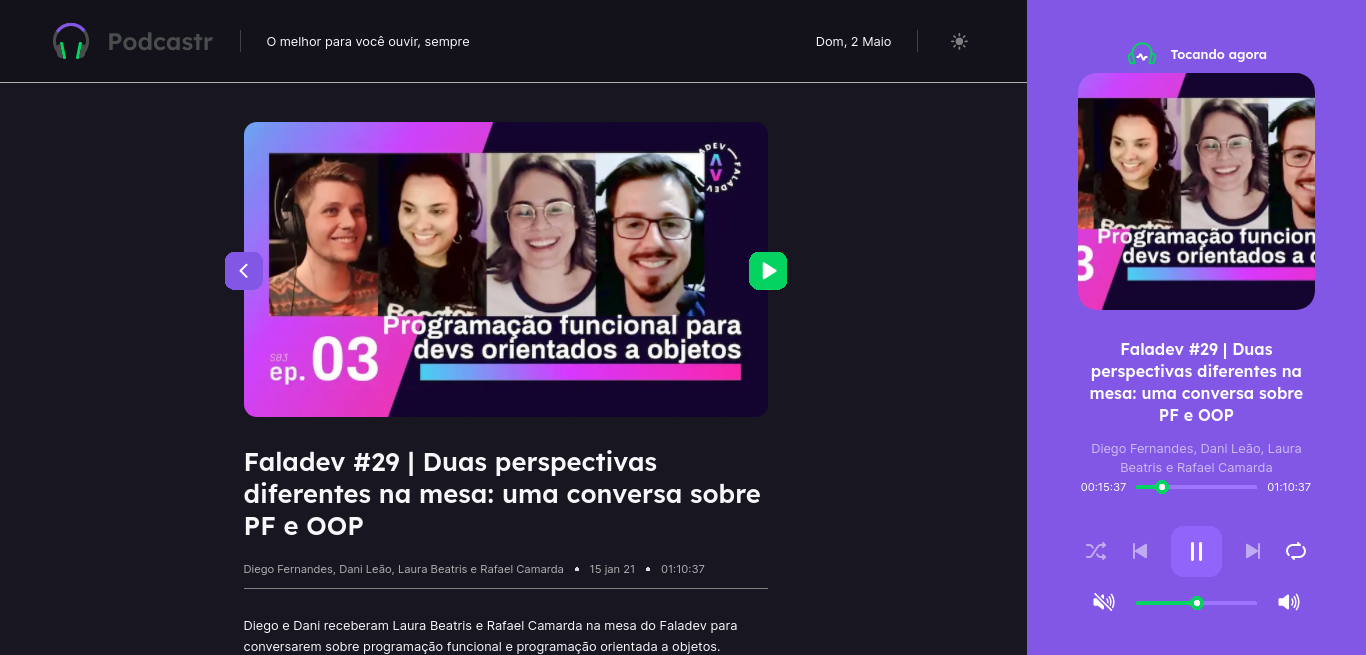 Podcastr
O melhor para você ouvir, sempre
Dom, 2 Maio
DEV FALADEV
S03
ep. 03
Programação funcional para
devs orientados a objetos
Faladev #29 | Duas perspectivas
diferentes na mesa: uma conversa sobre
PF e OOP
Diego Fernandes, Dani Leão, Laura Beatris e Rafael Camarda • 15 jan 21 • 01:10:37
Diego e Dani receberam Laura Beatris e Rafael Camarda na mesa do Faladev para
conversarem sobre programação funcional e programação orientada a objetos.
Tocando agora
Programação funcion
3 devs orientados a o
Faladev #29 | Duas
perspectivas diferentes na
mesa: uma conversa sobre
PF e OOP
Diego Fernandes, Dani Leão, Laura
Beatris e Rafael Camarda
00:15:37 01:10:37